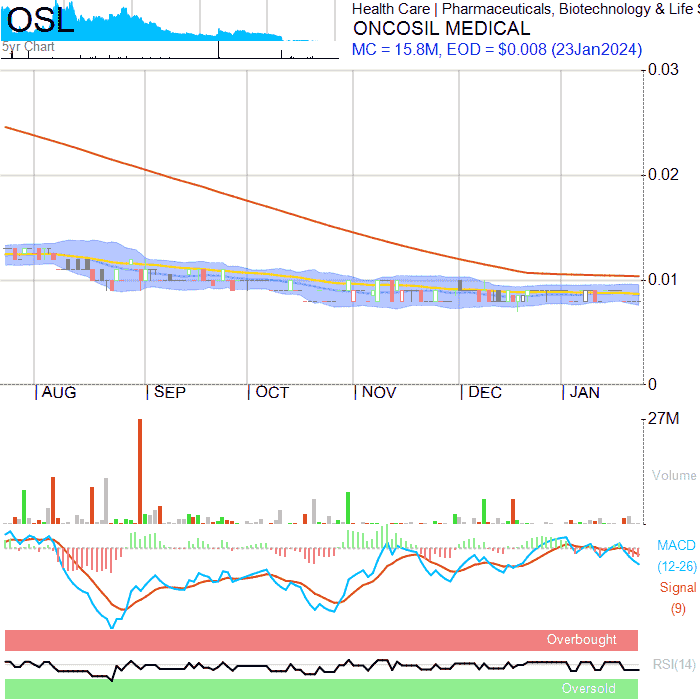 OSL
5yr Chart
Health Care | Pharmaceuticals, Biotechnology & Life S
ONCOSIL MEDICAL
MC = 15.8M, EOD = $0.008 (23Jan2024)
0.03
0.02
0.01
0
AUG SEP OCT NOV DEC JAN
27M
Volume
MACD
(12-26)
Signal
(9)
Overbought
RSI(14)
Oversold